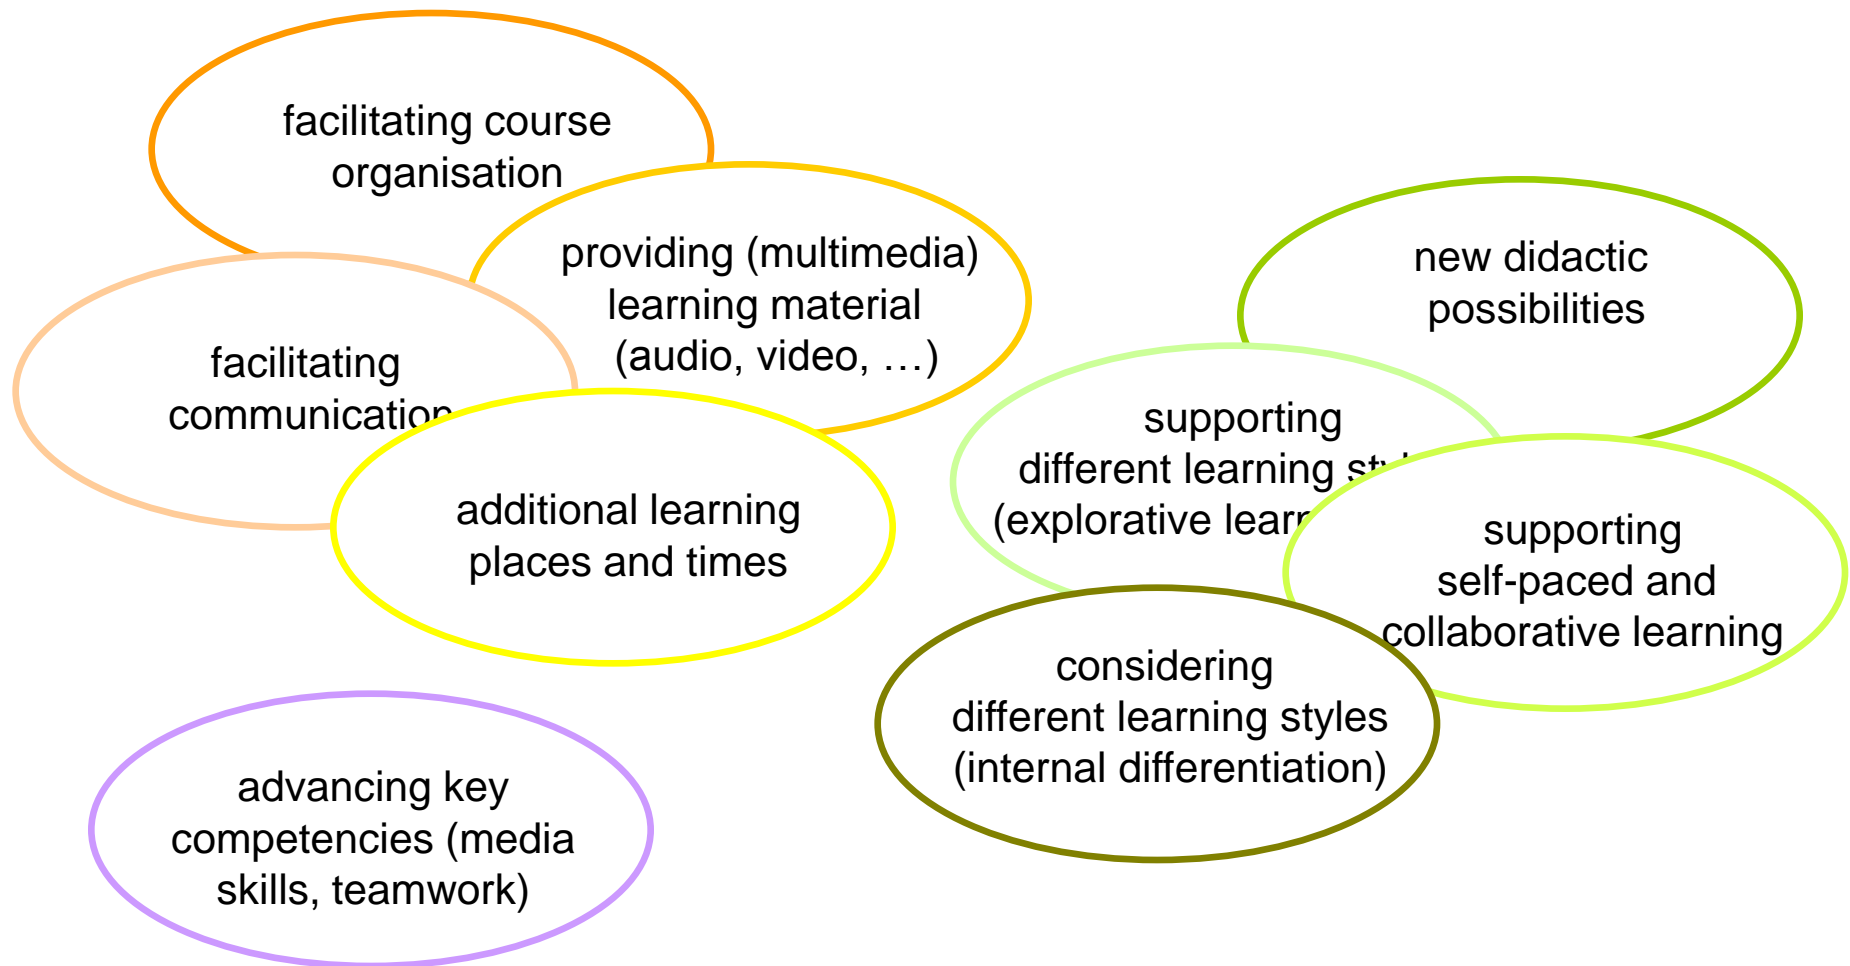 facilitating course
organisation
providing (multimedia)
learning material
(audio, video, …)
facilitating
communication
additional learning
places and times
new didactic
possibilities
supporting
different learning
(explorative
supporting
self-paced and
collaborative learning
considering
different learning styles
(internal differentiation)
advancing key
competencies (media
skills, teamwork)